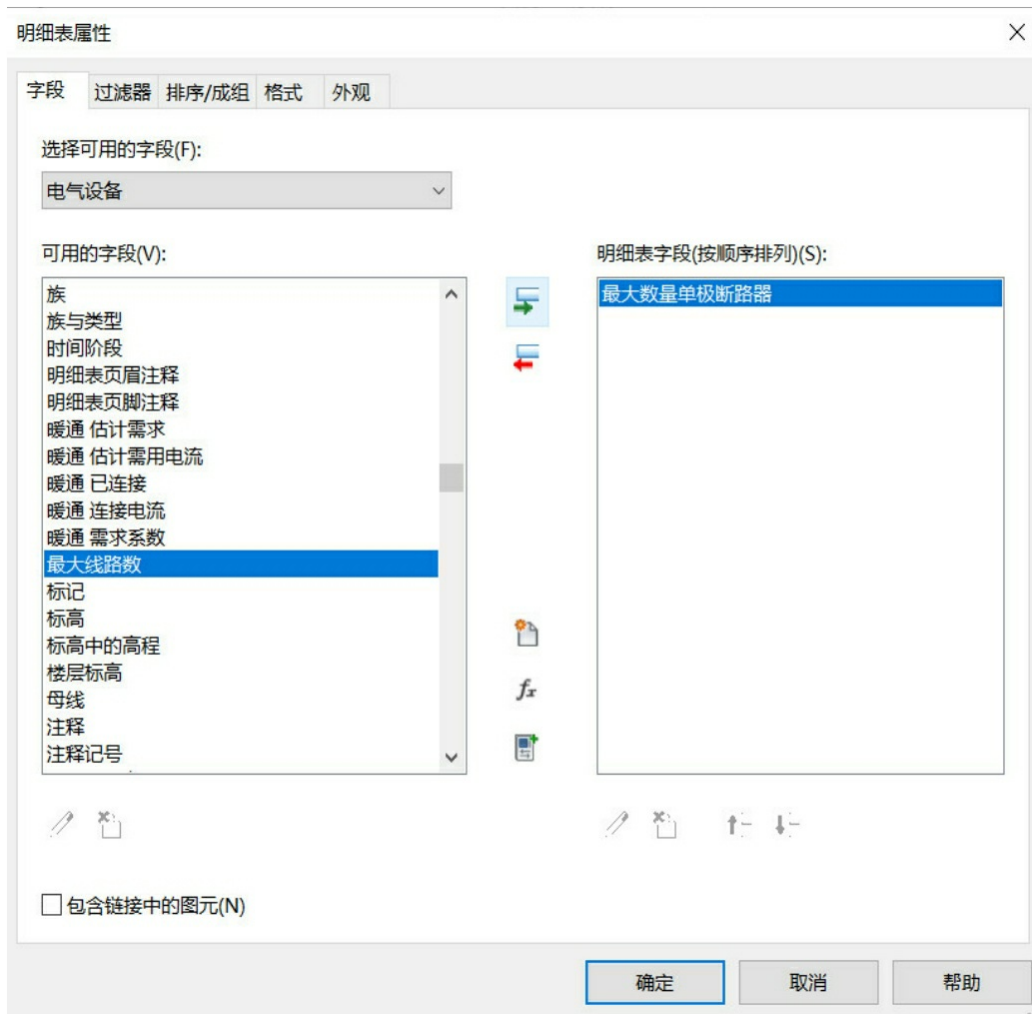 明细表属性
字段 过滤器 排序/成组 格式 外观
选择可用的字段(F):
电气设备
可用的字段(V):
明细表字段(按顺序排列)(S):
族
族与类型
时间阶段
明细表页眉注释
明细表页脚注释
暖通 估计需求
暖通 估计需用电流
暖通 已连接
暖通 连接电流
暖通 需求系数
最大线路数
标记
标高
标高中的高程
楼层标高
母线
注释
注释记号
最大数量单极断路器
fx
包含链接中的图元(N)
确定 取消 帮助